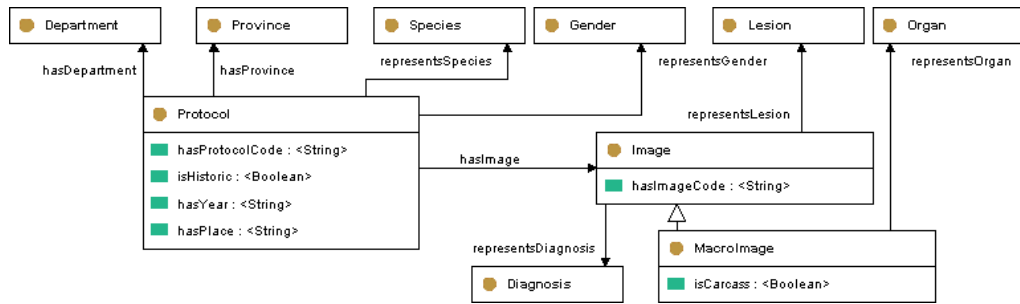 Department
Province
Species
Gender
Lesion
Organ
hasDepartment
hasProvince
representsSpecies
representsGender
representsOrgan
Protocol
hasProtocolCode : <String>
isHistoric : <Boolean>
hasYear : <String>
hasPlace : <String>
representsLesion
hasImage
Image
hasImageCode : <String>
representsDiagnosis
MacroImage
isCarcass : <Boolean>
Diagnosis